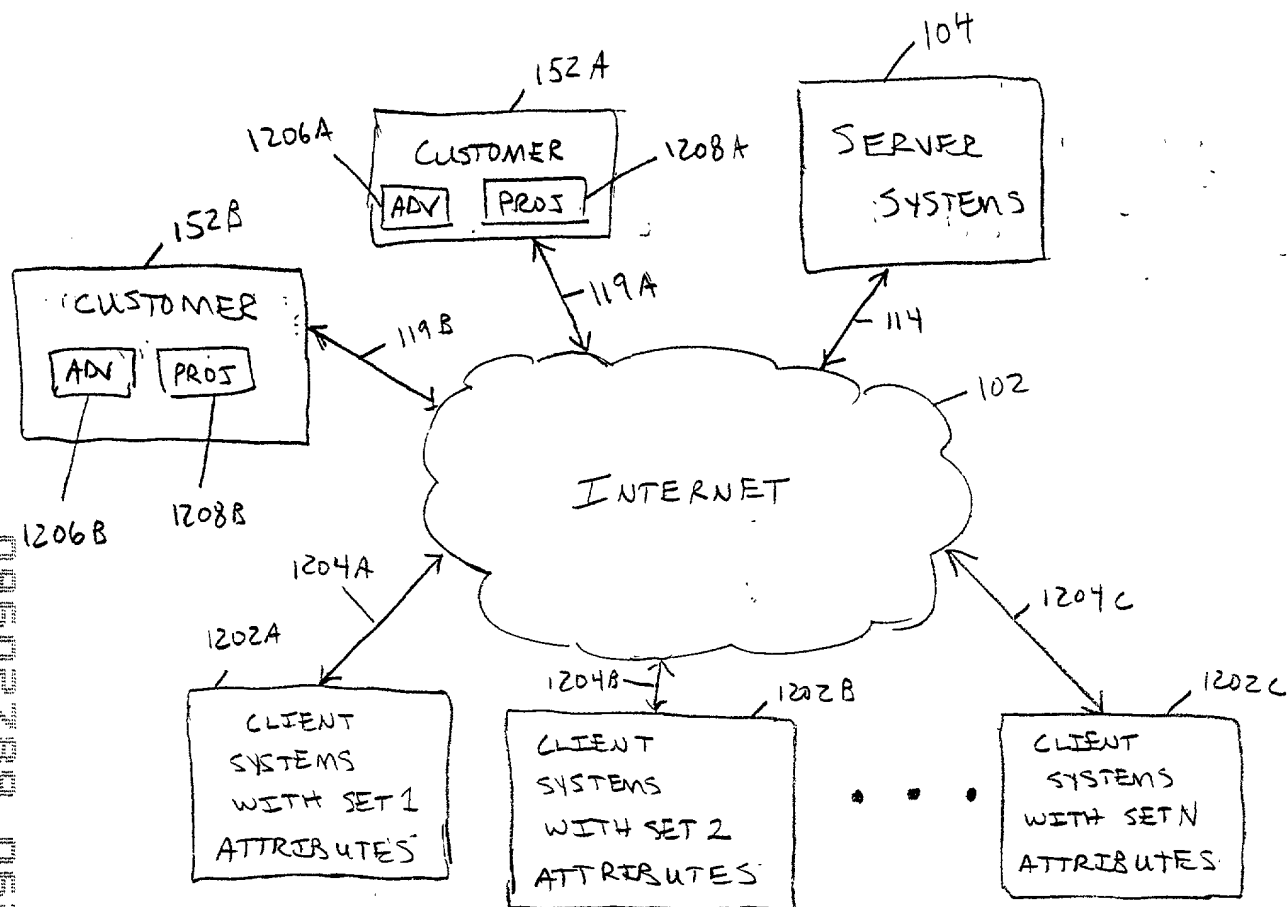 104
152A
1206A
CUSTOMER
1208A
ADV
PROJ
SERVER
SYSTEMS
152B
CUSTOMER
ADV
PROJ
119A
119B
114
102
INTERNET
1206B
1208B
1204A
1204C
1202A
1204B
1202B
1202C
CLIENT
SYSTEMS
WITH SET 1
ATTRIBUTES
CLIENT
SYSTEMS
WITH SET 2
ATTRIBUTES
• • •
CLIENT
SYSTEMS
WITH SET N
ATTRIBUTES